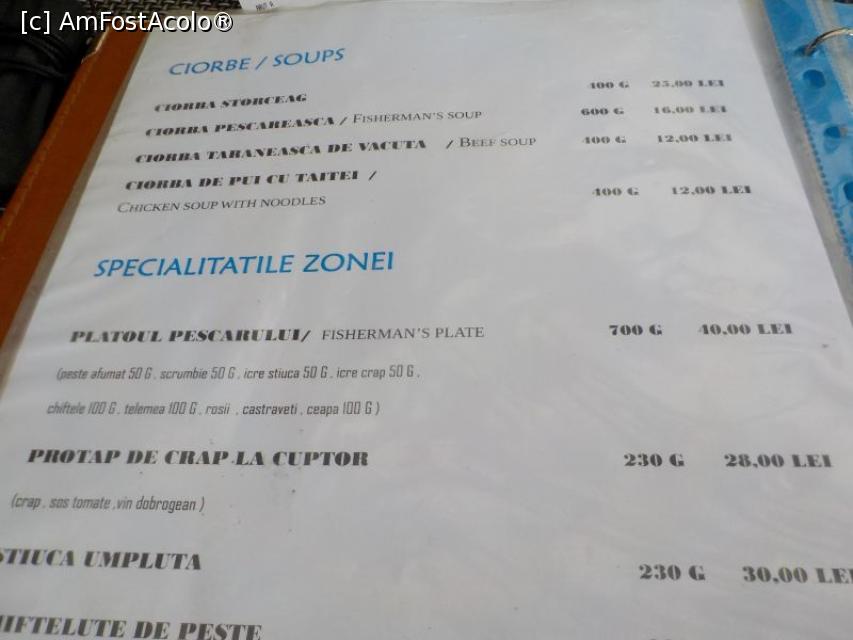 [c] AmFostAcolo®
CIORBE / SOUPS
CIORBA STORCEAG 400 G 25,00 LEI
CIORBA PESCAREASCA / FISHERMAN'S SOUP 600 G 16,00 LEI
CIORBA TARANEASCA DE VACUTA / BEEF SOUP 400 G 12,00 LEI
CIORBA DE PUI CU TAITEI /
CHICKEN SOUP WITH NOODLES 400 G 12,00 LEI
SPECIALITATILE ZONEI
PLATOUL PESCARULUI/ FISHERMAN'S PLATE 700 G 40,00 LEI
(peste afumat 50 G , scrumbie 50 G , icre stiuca 50 G , icre crap 50 G ,
chiftele 100 G , telemea 100 G , rosii , castraveti , ceapa 100 G )
PROTAP DE CRAP LA CUPTOR 230 G 28,00 LEI
(crap , sos tomate ,vin dobrogean )
STIUCA UMPLUTA 230 G 30,00 LEI
HIFTELUTE DE PESTE